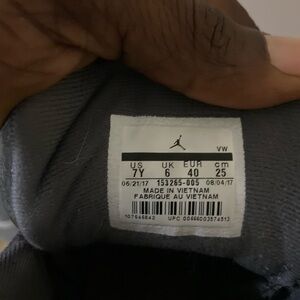 VW
US UK EUR cm
7Y 6 40 25
05/21/17 153265-005 08/04/17
MADE IN VIETNAM
FABRIQUE AU VIETNAM